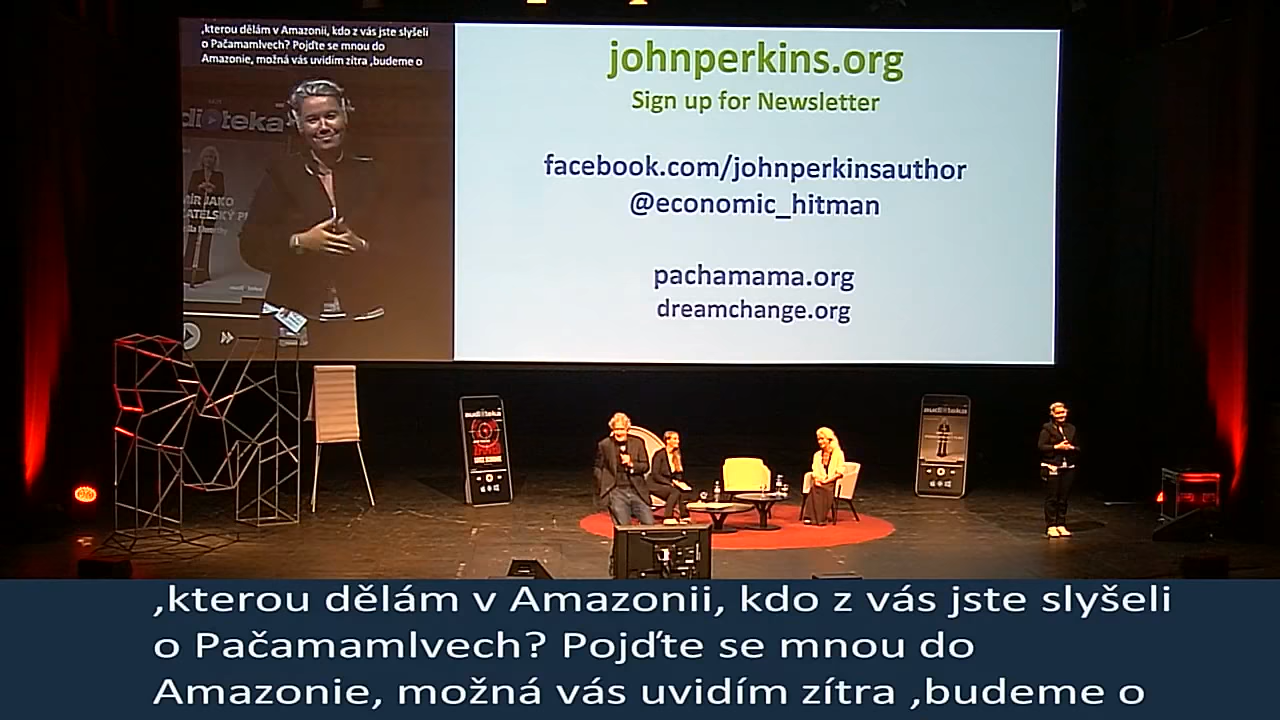 ,kterou dělám v Amazonii, kdo z vás jste slyšeli
o Pačamamlvech? Pojďte se mnou do
Amazonie, možná vás uvidím zítra ,budeme o
johnperkins.org
Sign up for Newsletter
facebook.com/johnperkinsauthor
@economic_hitman
pachamama.org
dreamchange.org
audioteka
audioteka
,kterou dělám v Amazonii, kdo z vás jste slyšeli
o Pačamamlvech? Pojďte se mnou do
Amazonie, možná vás uvidím zítra ,budeme o